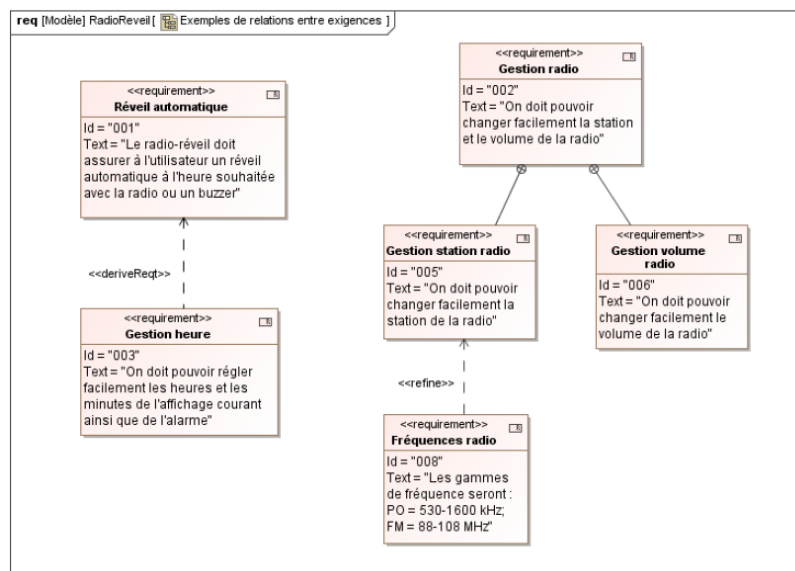 req [Modèle] RadioReveil [ Exemples de relations entre exigences ]
<<requirement>>
Réveil automatique
Id = "001"
Text = "Le radio-réveil doit
assurer à l'utilisateur un réveil
automatique à l'heure souhaitée
avec la radio ou un buzzer"
<<deriveReqt>>
<<requirement>>
Gestion heure
Id = "003"
Text = "On doit pouvoir régler
facilement les heures et les
minutes de l'affichage courant
ainsi que de l'alarme"
<<requirement>>
Gestion radio
Id = "002"
Text = "On doit pouvoir
changer facilement la station
et le volume de la radio"
<<requirement>>
Gestion station radio
Id = "005"
Text = "On doit pouvoir
changer facilement la
station de la radio"
<<requirement>>
Gestion volume
radio
Id = "006"
Text = "On doit pouvoir
changer facilement le
volume de la radio"
<<refine>>
<<requirement>>
Fréquences radio
Id = "008"
Text = "Les gammes
de fréquence seront :
PO = 530-1600 kHz;
FM = 88-108 MHz"